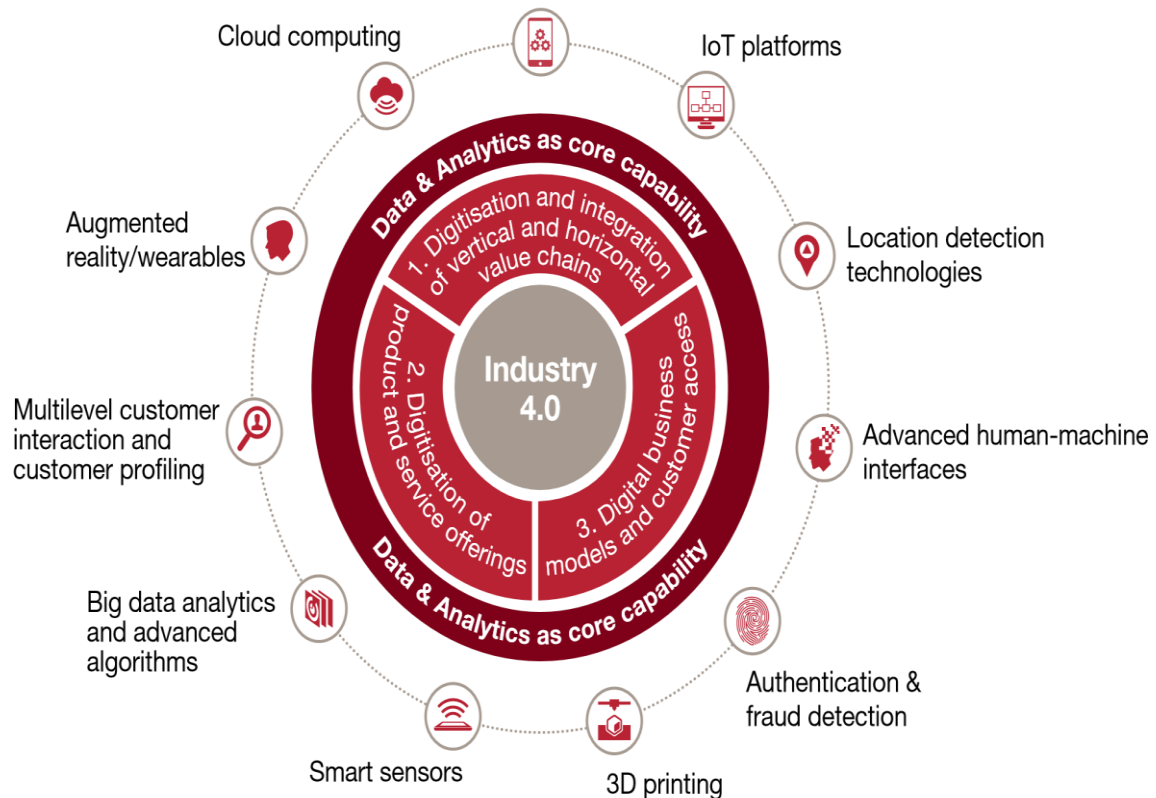 Cloud computing
IoT platforms
Augmented
reality/wearables
Location detection
technologies
Multilevel customer
interaction and
customer profiling
Advanced human-machine
interfaces
Big data analytics
and advanced
algorithms
Authentication &
fraud detection
Smart sensors
3D printing
Data & Analytics as core capability
1. Digitisation and integration
of vertical and horizontal
value chains
2. Digitisation of
product and service offerings
3. Digital business
models and customer access
Industry
4.0
Data & Analytics as core capability